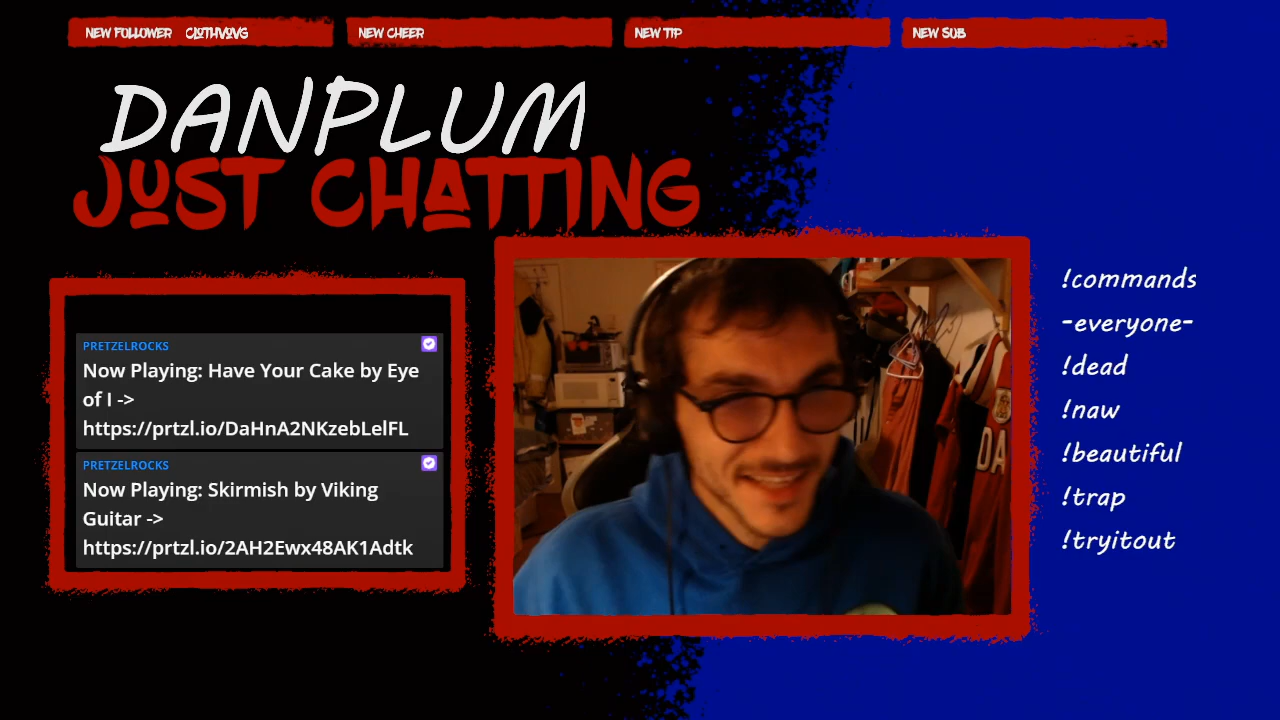 NEW FOLLOWER CLOTHVOVG
NEW CHEER
NEW TIP
NEW SUB
DANPLUM
JUST CHATTING
PRETZELROCKS
Now Playing: Have Your Cake by Eye
of I ->
https://prtzl.io/DaHnA2NKzebLelFL
PRETZELROCKS
Now Playing: Skirmish by Viking
Guitar ->
https://prtzl.io/2AH2Ewx48AK1Adtk
DA
!commands
-everyone-
!dead
!naw
!beautiful
!trap
!tryitout